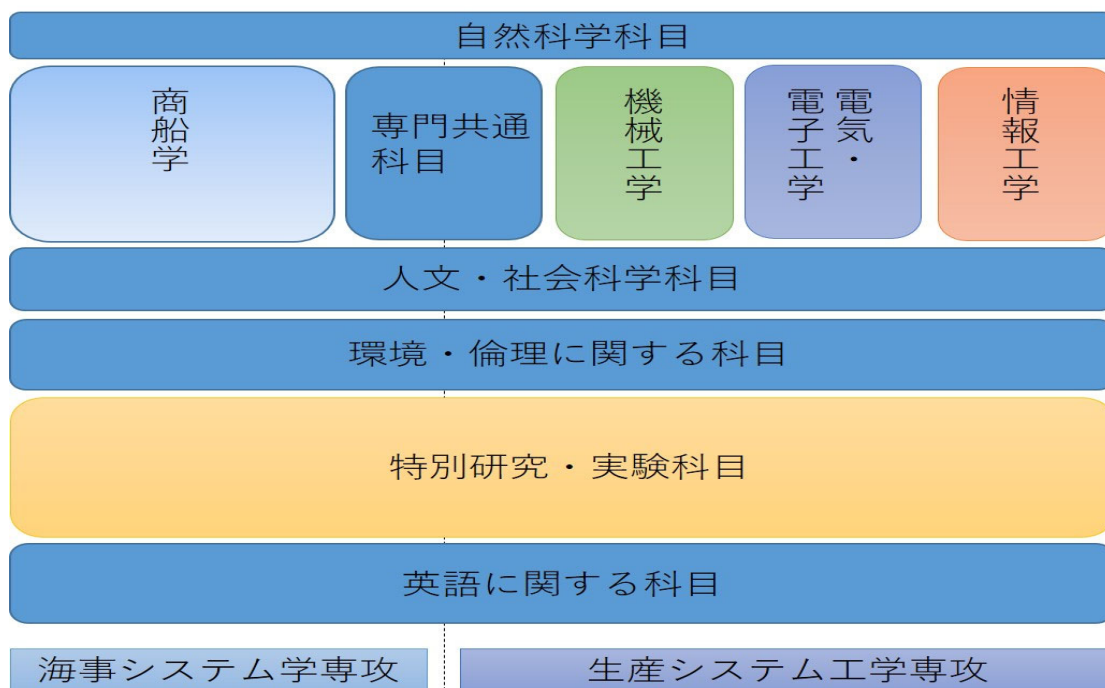 自然科学科目
商船学
専門共通
科目
機械工学
電気・
電子工学
情報工学
人文・社会科学科目
環境・倫理に関する科目
特別研究・実験科目
英語に関する科目
海事システム学専攻
生産システム工学専攻